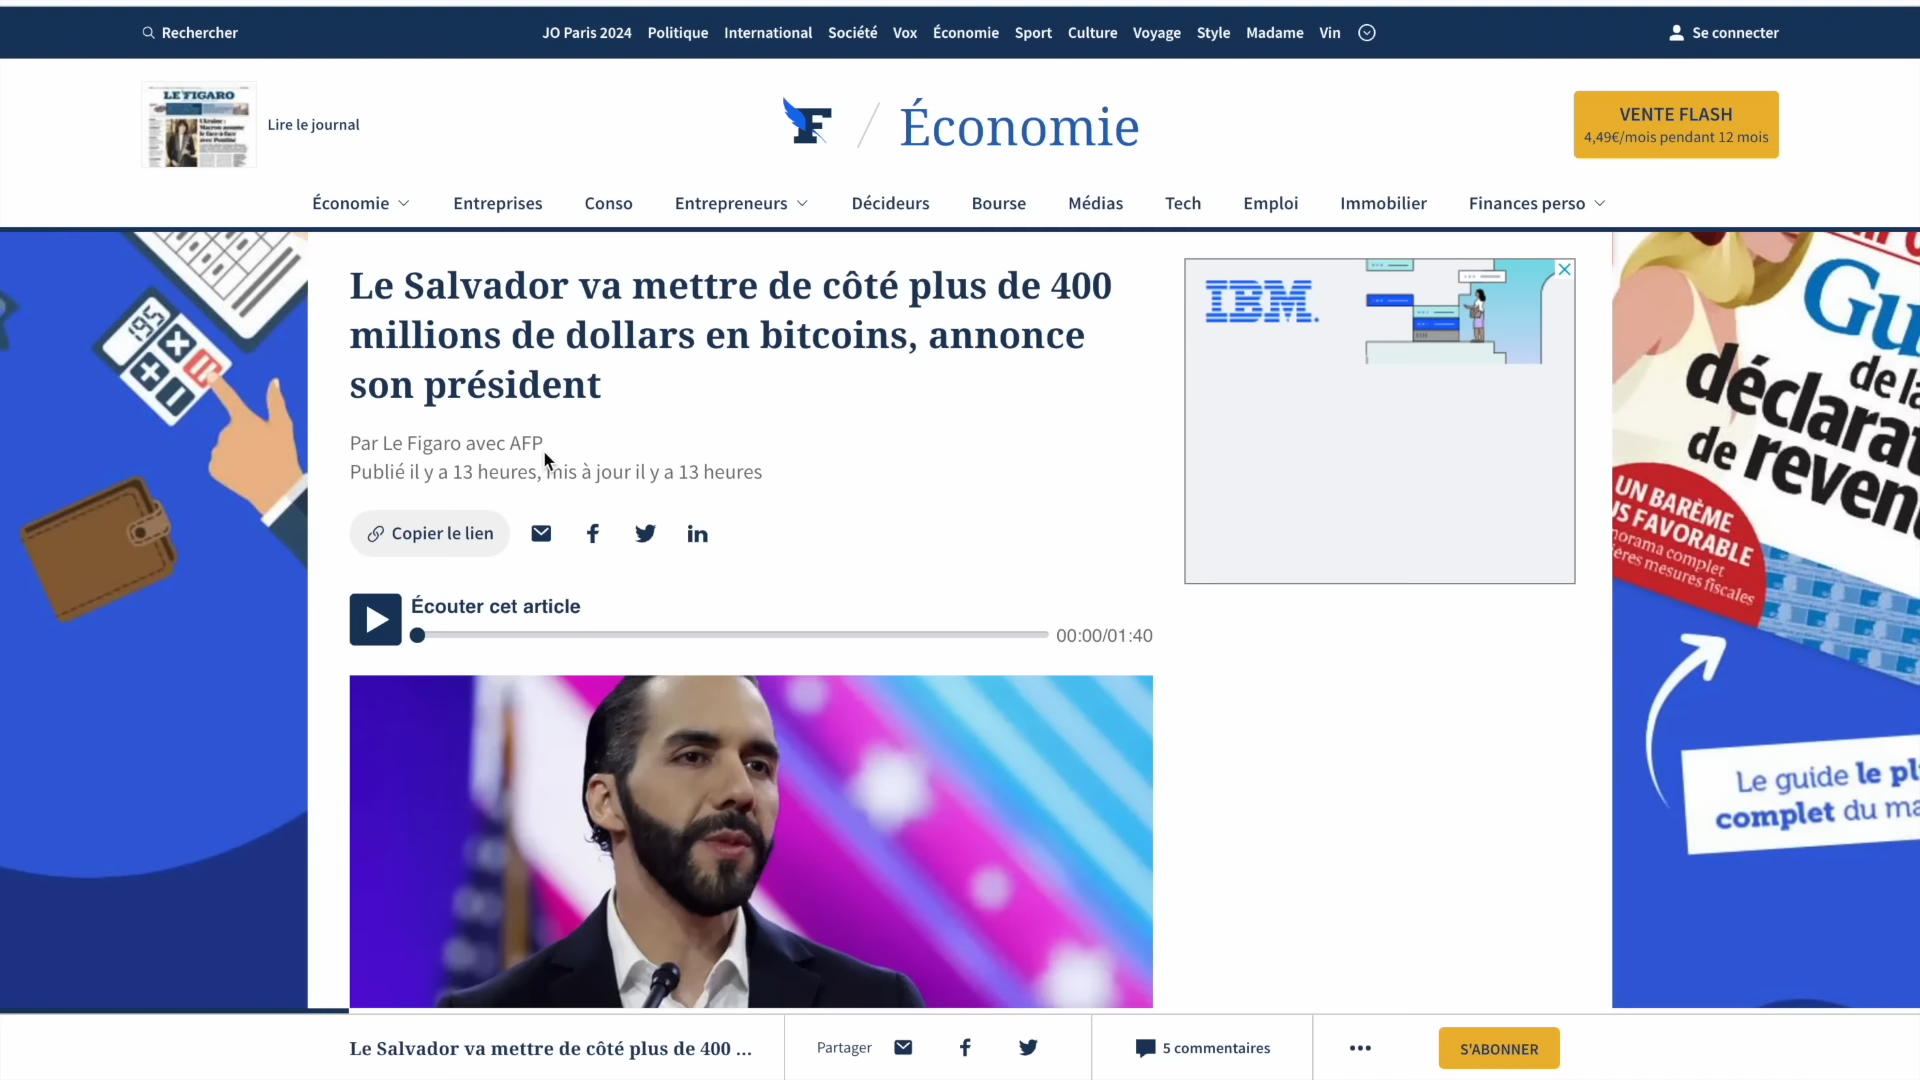 Rechercher
JO Paris 2024 Politique International Société Vox Économie Sport Culture Voyage Style Madame Vin
Se connecter
LE FIGARO
Lire le journal
F / Économie
VENTE FLASH
4,49€/mois pendant 12 mois
Économie Entreprises Conso Entrepreneurs Décideurs Bourse Médias Tech Emploi Immobilier Finances perso
Le Salvador va mettre de côté plus de 400
millions de dollars en bitcoins, annonce
son président
Par Le Figaro avec AFP
Publié il y a 13 heures, mis à jour il y a 13 heures
Copier le lien
Écouter cet article
00:00/01:40
IBM.
195
Gu
de la
déclarat
de reven
UN BARÈME
FAVORABLE
complet
mesures fiscales
Le guide le pl
complet du ma
Le Salvador va mettre de côté plus de 400 ...
Partager
5 commentaires
S'ABONNER